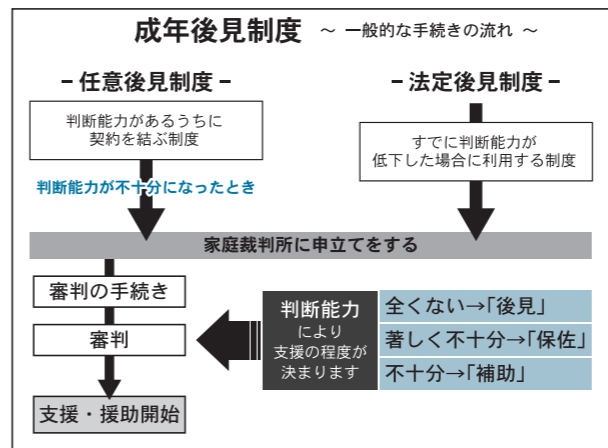 成年後見制度 ～ 一般的な手続きの流れ ～
－任意後見制度－
判断能力があるうちに
契約を結ぶ制度
判断能力が不十分になったとき
－法定後見制度－
すでに判断能力が
低下した場合に利用する制度
家庭裁判所に申立てをする
審判の手続き
審判
支援・援助開始
判断能力
により
支援の程度が
決まります
全くない→「後見」
著しく不十分→「保佐」
不十分→「補助」